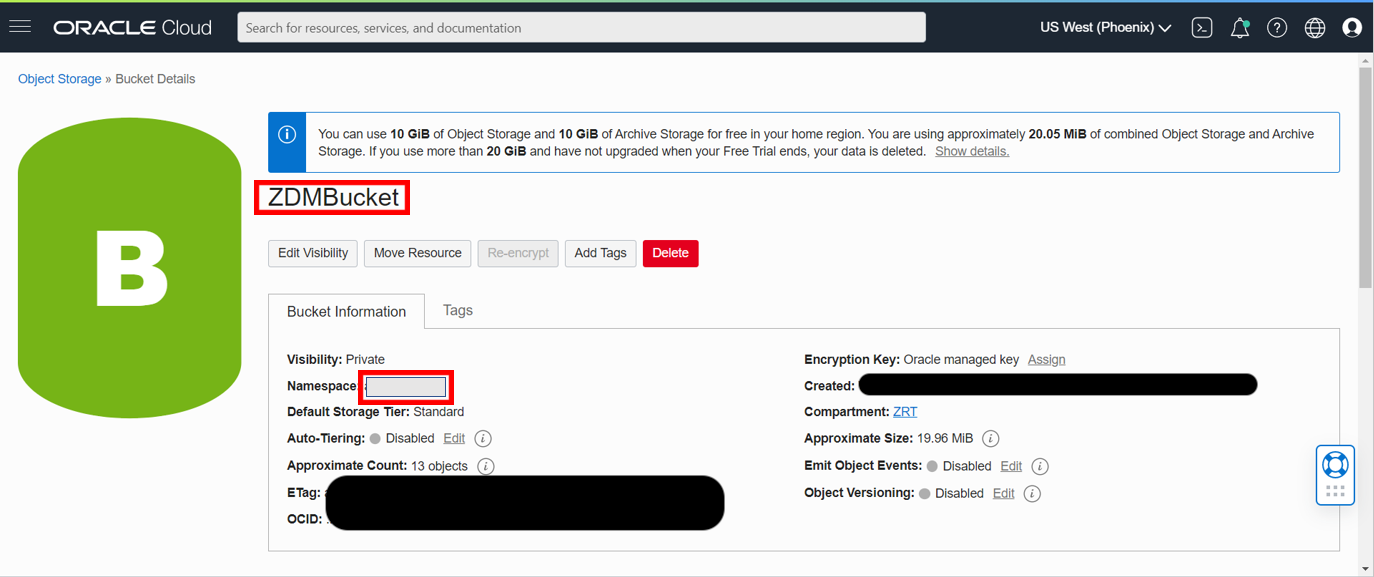 ORACLE Cloud
Search for resources, services, and documentation
US West (Phoenix)
Object Storage » Bucket Details
B
You can use 10 GiB of Object Storage and 10 GiB of Archive Storage for free in your home region. You are using approximately 20.05 MiB of combined Object Storage and Archive
Storage. If you use more than 20 GiB and have not upgraded when your Free Trial ends, your data is deleted. Show details.
ZDMBucket
Edit Visibility
Move Resource
Re-encrypt
Add Tags
Delete
Bucket Information
Tags
Visibility: Private
Namespace:
Default Storage Tier: Standard
Auto-Tiering: Disabled Edit
Approximate Count: 13 objects
ETag:
OCID:
Encryption Key: Oracle managed key Assign
Created:
Compartment: ZRT
Approximate Size: 19.96 MiB
Emit Object Events: Disabled Edit
Object Versioning: Disabled Edit